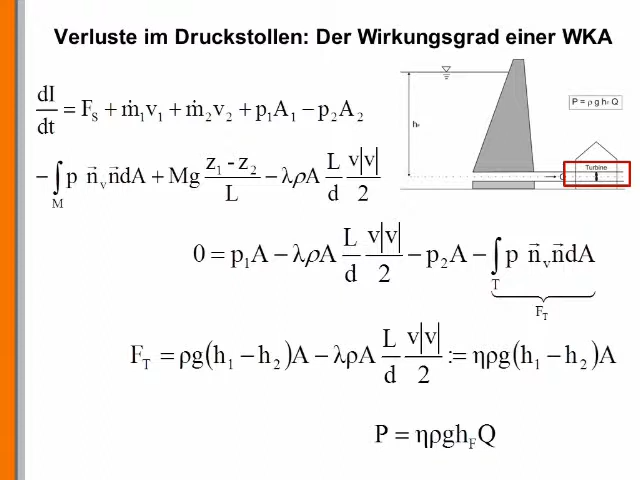 Verluste im Druckstollen: Der Wirkungsgrad einer WKA
dI/dt = F_S + ṁ₁v₁ + ṁ₂v₂ + p₁A₁ − p₂A₂
P = ρ g h_F Q
h_F
− ∫_M p n⃗_v n⃗dA + Mg (z₁ - z₂)/L − λρA L/d v|v|/2
Turbine
0 = p₁A − λρA L/d v|v|/2 − p₂A − ∫_T p n⃗_v n⃗dA
F_T
F_T = ρg(h₁ − h₂)A − λρA L/d v|v|/2 := ηρg(h₁ − h₂)A
P = ηρgh_FQ